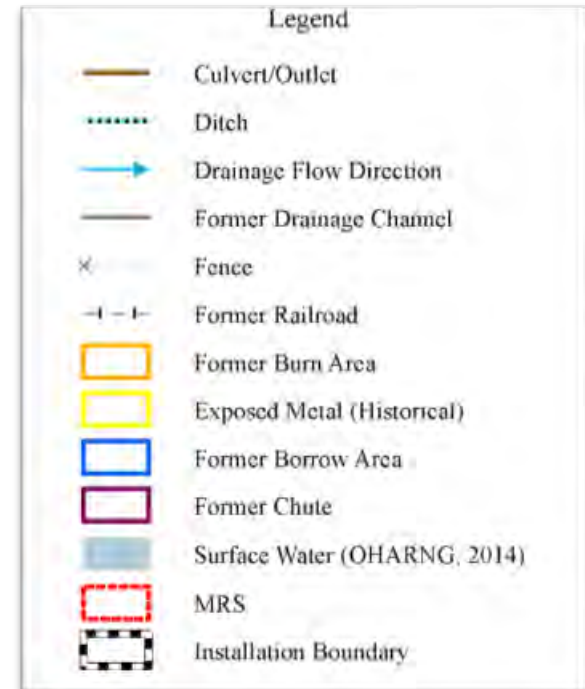 Legend
Culvert/Outlet
Ditch
Drainage Flow Direction
Former Drainage Channel
Fence
Former Railroad
Former Burn Area
Exposed Metal (Historical)
Former Borrow Area
Former Chute
Surface Water (OHARNG, 2014)
MRS
Installation Boundary